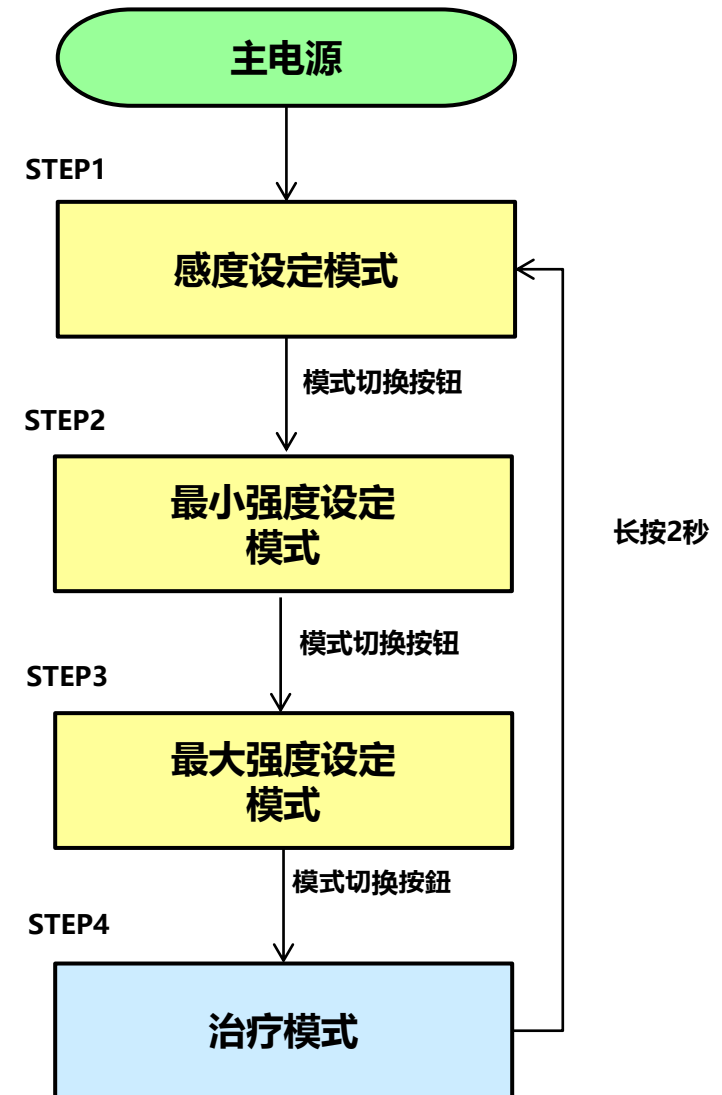 主电源
STEP1
感度设定模式
模式切换按钮
STEP2
最小强度设定
模式
长按2秒
模式切换按钮
STEP3
最大强度设定
模式
模式切换按鈕
STEP4
治疗模式